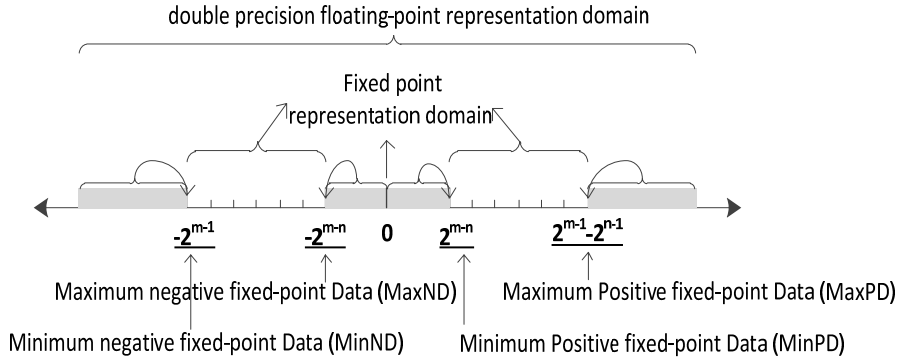 double precision floating-point representation domain
Fixed point
representation domain
-2^m-1
-2^m-n
0
2^m-n
2^m-1-2^n-1
Maximum negative fixed-point Data (MaxND)
Maximum Positive fixed-point Data (MaxPD)
Minimum negative fixed-point Data (MinND)
Minimum Positive fixed-point Data (MinPD)